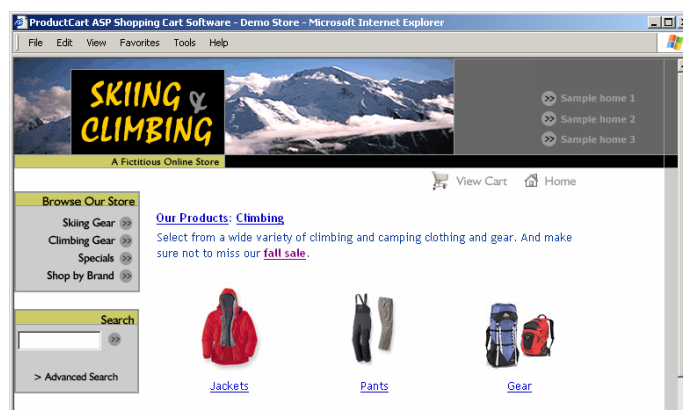 ProductCart ASP Shopping Cart Software - Demo Store - Microsoft Internet Explorer
File Edit View Favorites Tools Help
SKIING &
CLIMBING
Sample home 1
Sample home 2
Sample home 3
A Fictitious Online Store
View Cart Home
Browse Our Store
Skiing Gear
Climbing Gear
Specials
Shop by Brand
Our Products: Climbing
Select from a wide variety of climbing and camping clothing and gear. And make
sure not to miss our fall sale.
Search
> Advanced Search
Jackets Pants Gear